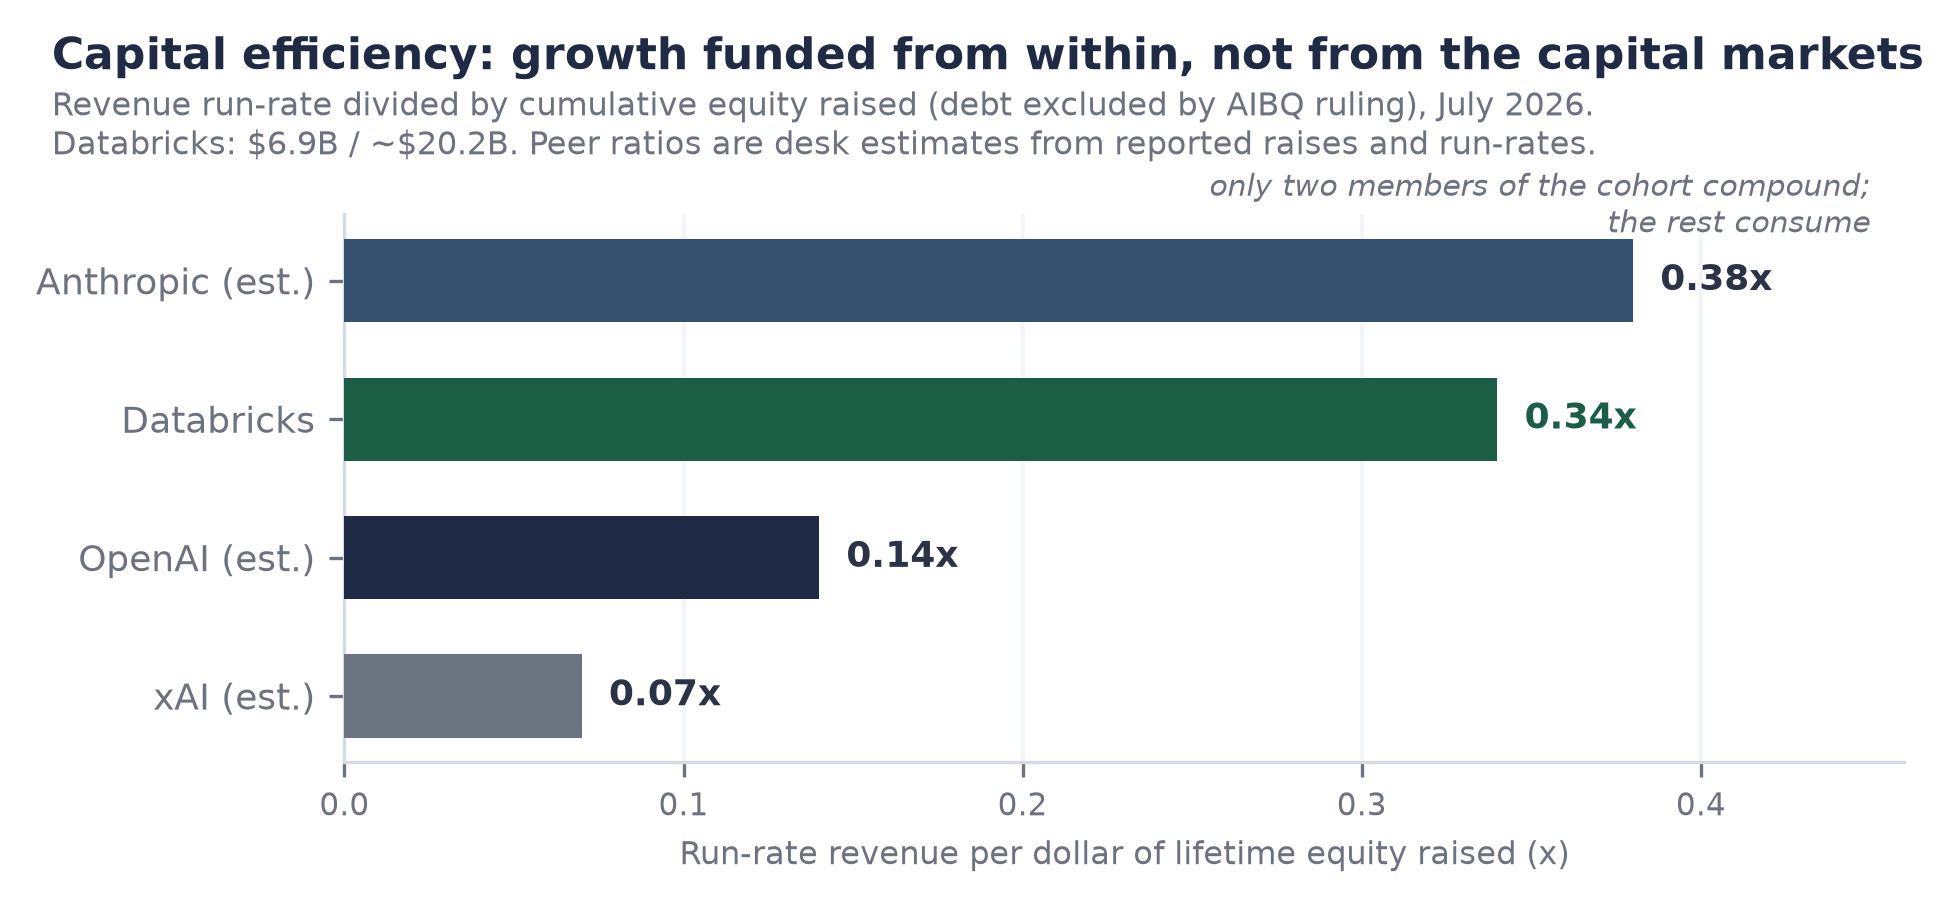 Capital efficiency: growth funded from within, not from the capital markets
Revenue run-rate divided by cumulative equity raised (debt excluded by AIBQ ruling), July 2026.
Databricks: $6.9B / ~$20.2B. Peer ratios are desk estimates from reported raises and run-rates.
only two members of the cohort compound;
the rest consume
Anthropic (est.)
0.38x
Databricks
0.34x
OpenAI (est.)
0.14x
xAI (est.)
0.07x
0.0
0.1
0.2
0.3
0.4
Run-rate revenue per dollar of lifetime equity raised (x)